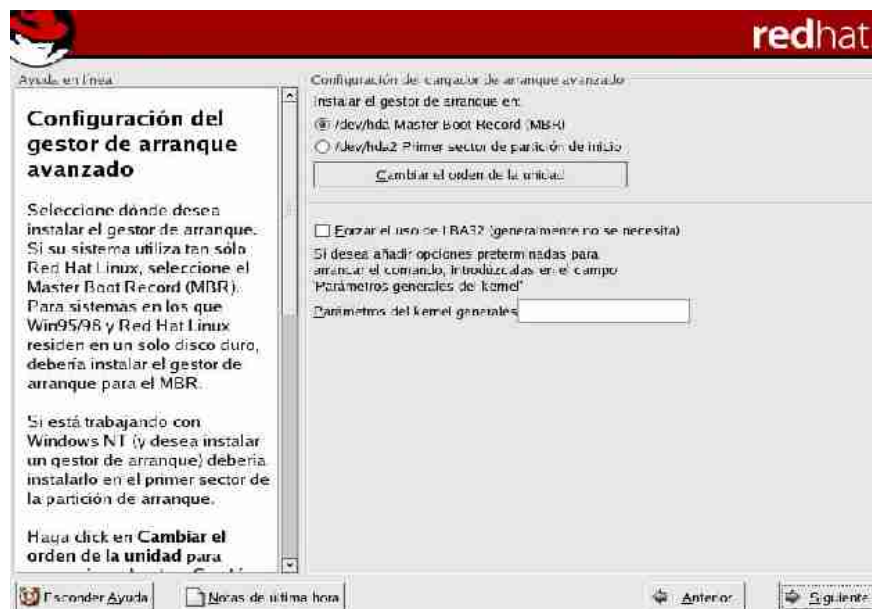 redhat
Ayuda en línea
Configuración del
gestor de arranque
avanzado
Seleccione dónde desea
instalar el gestor de arranque.
Si su sistema utiliza tan sólo
Red Hat Linux, seleccione el
Master Boot Record (MBR).
Para sistemas en los que
Win95/98 y Red Hat Linux
residen en un solo disco duro,
debería instalar el gestor de
arranque para el MBR.
Si está trabajando con
Windows NT (y desea instalar
un gestor de arranque) debería
instalarlo en el primer sector de
la partición de arranque.
Haga click en Cambiar el
orden de la unidad para
Configuración del cargador de arranque avanzado
Instalar el gestor de arranque en:
/dev/hda Master Boot Record (MBR)
/dev/hda2 Primer sector de partición de inicio
Cambiar el orden de la unidad
Forzar el uso de LBA32 (generalmente no se necesita)
Si desea añadir opciones preterminadas para
arrancar el comando, introdúzcalas en el campo
'Parámetros generales del kernel'
Parámetros del kernel generales
Esconder Ayuda
Notas de última hora
Anterior
Siguiente